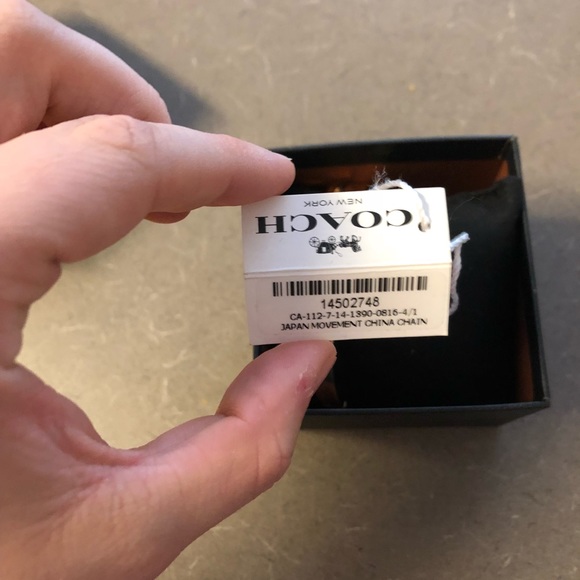 COACH
NEW YORK
14502748
CA-112-7-14-1390-0816-4/1
JAPAN MOVEMENT CHINA CHAIN